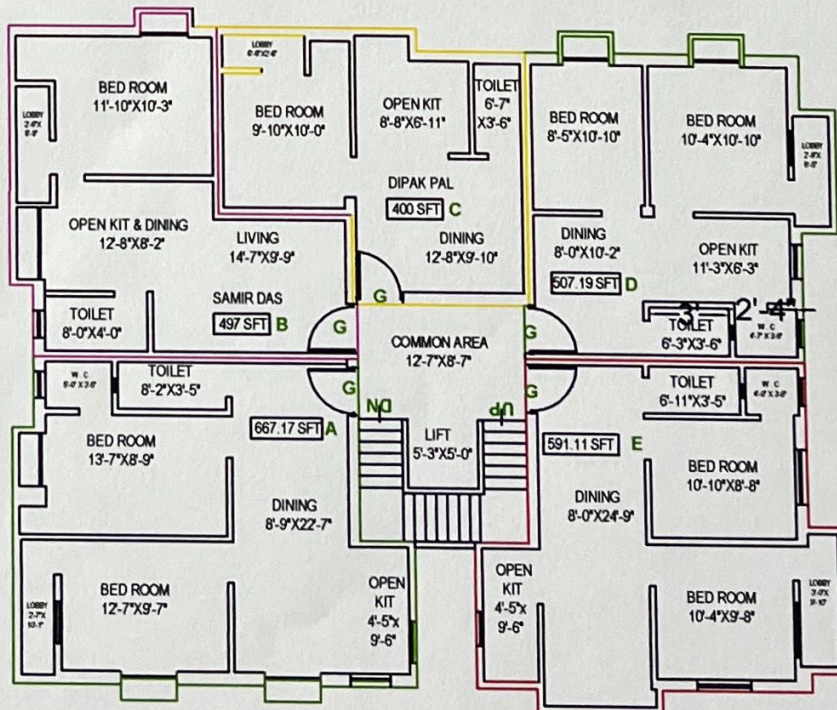 BED ROOM
11'-10"X10'-3"
LOBBY
BED ROOM
9'-10"X10'-0"
OPEN KIT
8'-8"X6'-11"
TOILET
6'-7"
X3'-6"
BED ROOM
8'-5"X10'-10"
BED ROOM
10'-4"X10'-10"
LOBBY
LOBBY
DIPAK PAL
400 SFT C
OPEN KIT & DINING
12'-8"X8'-2"
LIVING
14'-7"X9'-9"
DINING
12'-8"X9'-10"
DINING
8'-0"X10'-2"
OPEN KIT
11'-3"X6'-3"
507.19 SFT D
SAMIR DAS
497 SFT B
TOILET
8'-0"X4'-0"
G
G
G
3' 2'-4"
TOILET
6'-3"X3'-6"
W.C
COMMON AREA
12'-7"X8'-7"
W.C
TOILET
8'-2"X3'-5"
G
G
TOILET
6'-11"X3'-5"
W.C
DN
UP
667.17 SFT A
LIFT
5'-3"X5'-0"
591.11 SFT E
BED ROOM
13'-7"X8'-9"
BED ROOM
10'-10"X8'-8"
DINING
8'-9"X22'-7"
DINING
8'-0"X24'-9"
BED ROOM
12'-7"X9'-7"
LOBBY
OPEN
KIT
4'-5"x
9'-6"
OPEN
KIT
4'-5"x
9'-6"
BED ROOM
10'-4"X9'-8"
LOBBY